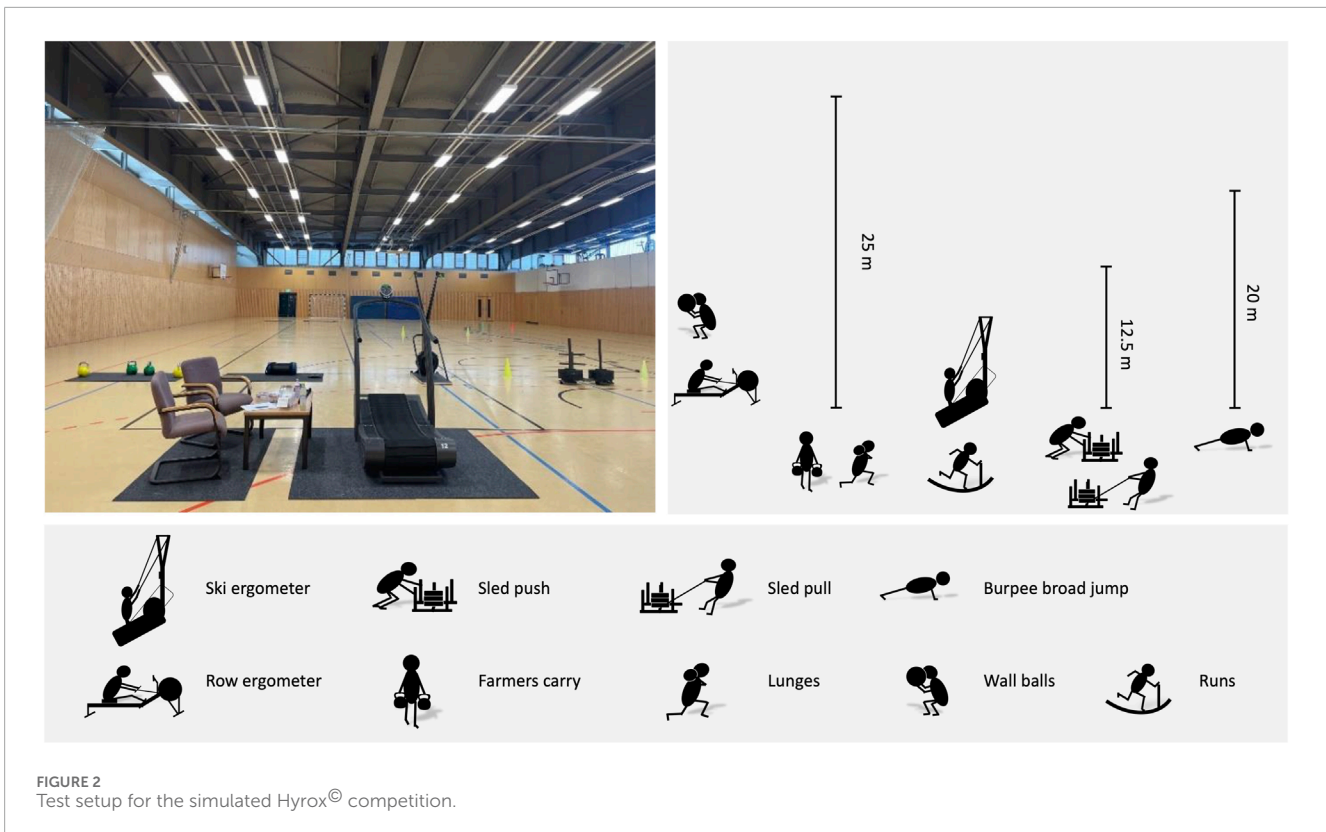 25 m
12.5 m
20 m
Ski ergometer
Sled push
Sled pull
Burpee broad jump
Row ergometer
Farmers carry
Lunges
Wall balls
Runs
FIGURE 2
Test setup for the simulated Hyrox© competition.